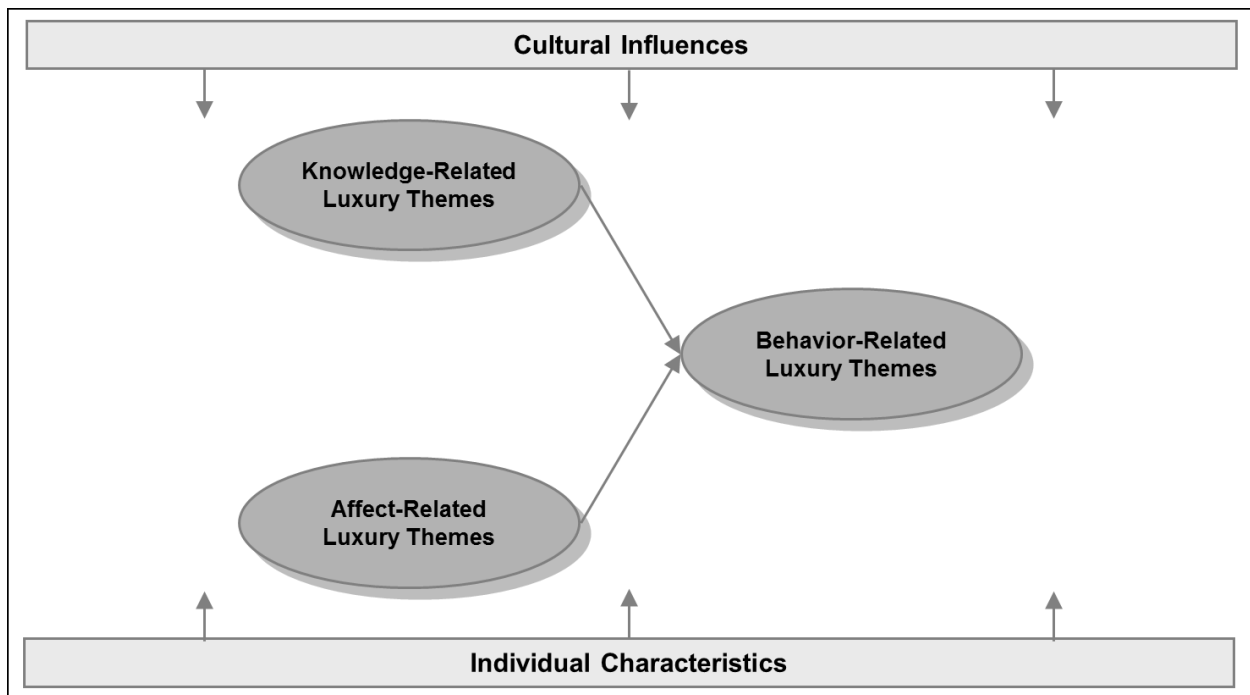 Cultural Influences
Knowledge-Related
Luxury Themes
Behavior-Related
Luxury Themes
Affect-Related
Luxury Themes
Individual Characteristics